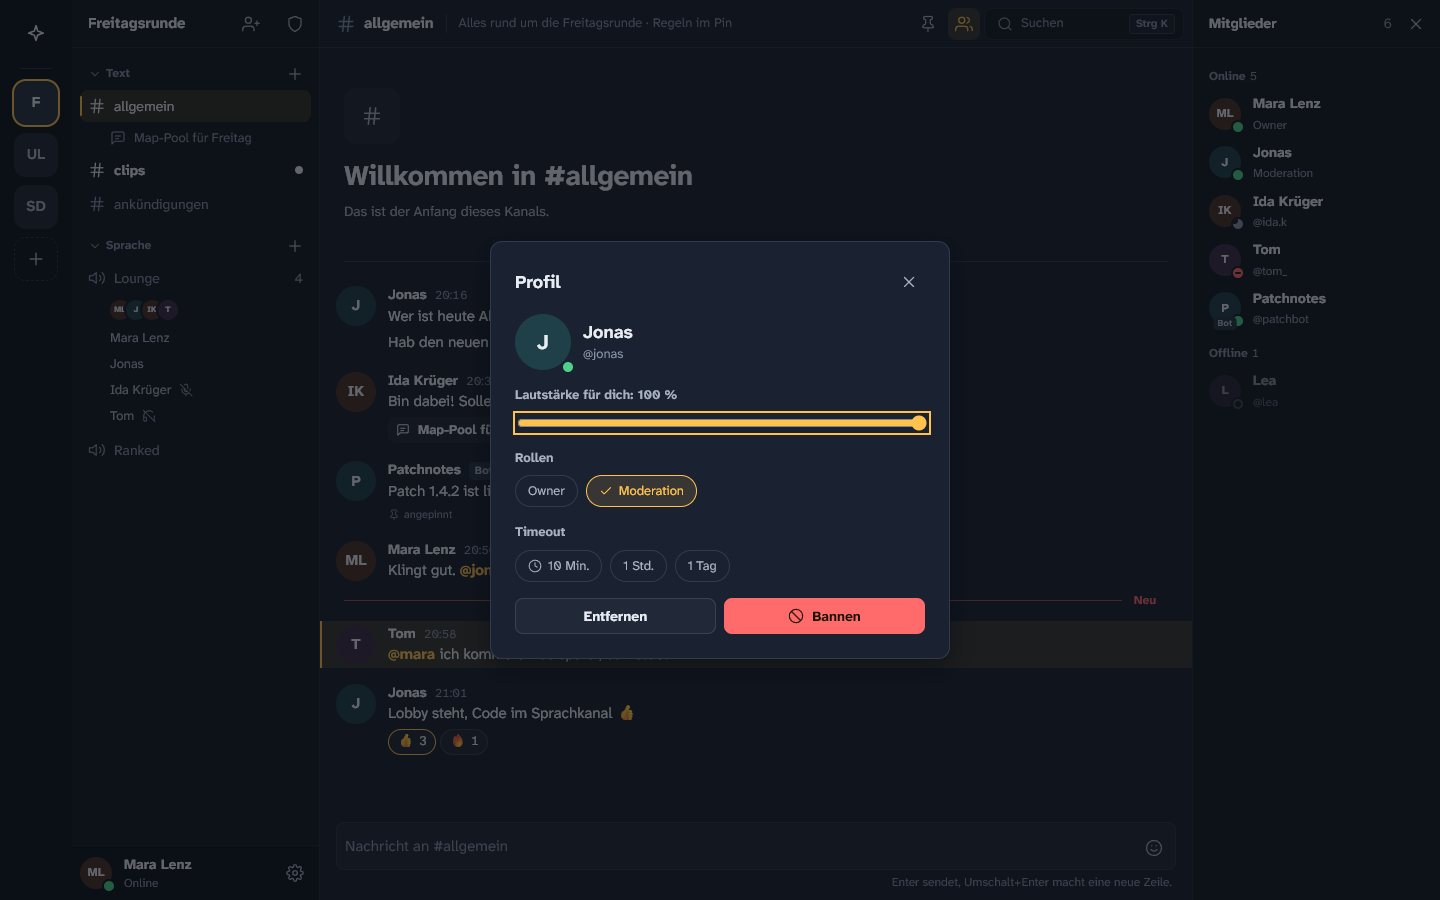 Freitagsrunde
F
UL
SD
Text
allgemein
Map-Pool für Freitag
clips
ankündigungen
Sprache
Lounge 4
ML J IK T
Mara Lenz
Jonas
Ida Krüger
Tom
Ranked
ML Mara Lenz
Online
# allgemein Alles rund um die Freitagsrunde · Regeln im Pin
Suchen Strg K
#
Willkommen in #allgemein
Das ist der Anfang dieses Kanals.
J Jonas 20:16
Wer ist heute
Hab den neuen
IK Ida Krüger
Bin dabei!
P Patchnotes
Patch 1.4.2 ist
angepinnt
ML Mara Lenz
Klingt gut,
Neu
T Tom 20:58
@mara ich
J Jonas 21:01
Lobby steht, Code im Sprachkanal 👍
👍 3 🔥 1
Nachricht an #allgemein
Enter sendet, Umschalt+Enter macht eine neue Zeile.
Profil
J Jonas
@jonas
Lautstärke für dich: 100 %
Rollen
Owner Moderation
Timeout
10 Min. 1 Std. 1 Tag
Entfernen Bannen
Mitglieder 6
Online 5
ML Mara Lenz
Owner
J Jonas
Moderation
IK Ida Krüger
@ida.k
T Tom
@tom_
P Patchnotes
Bot @patchbot
Offline 1
L Lea
@lea